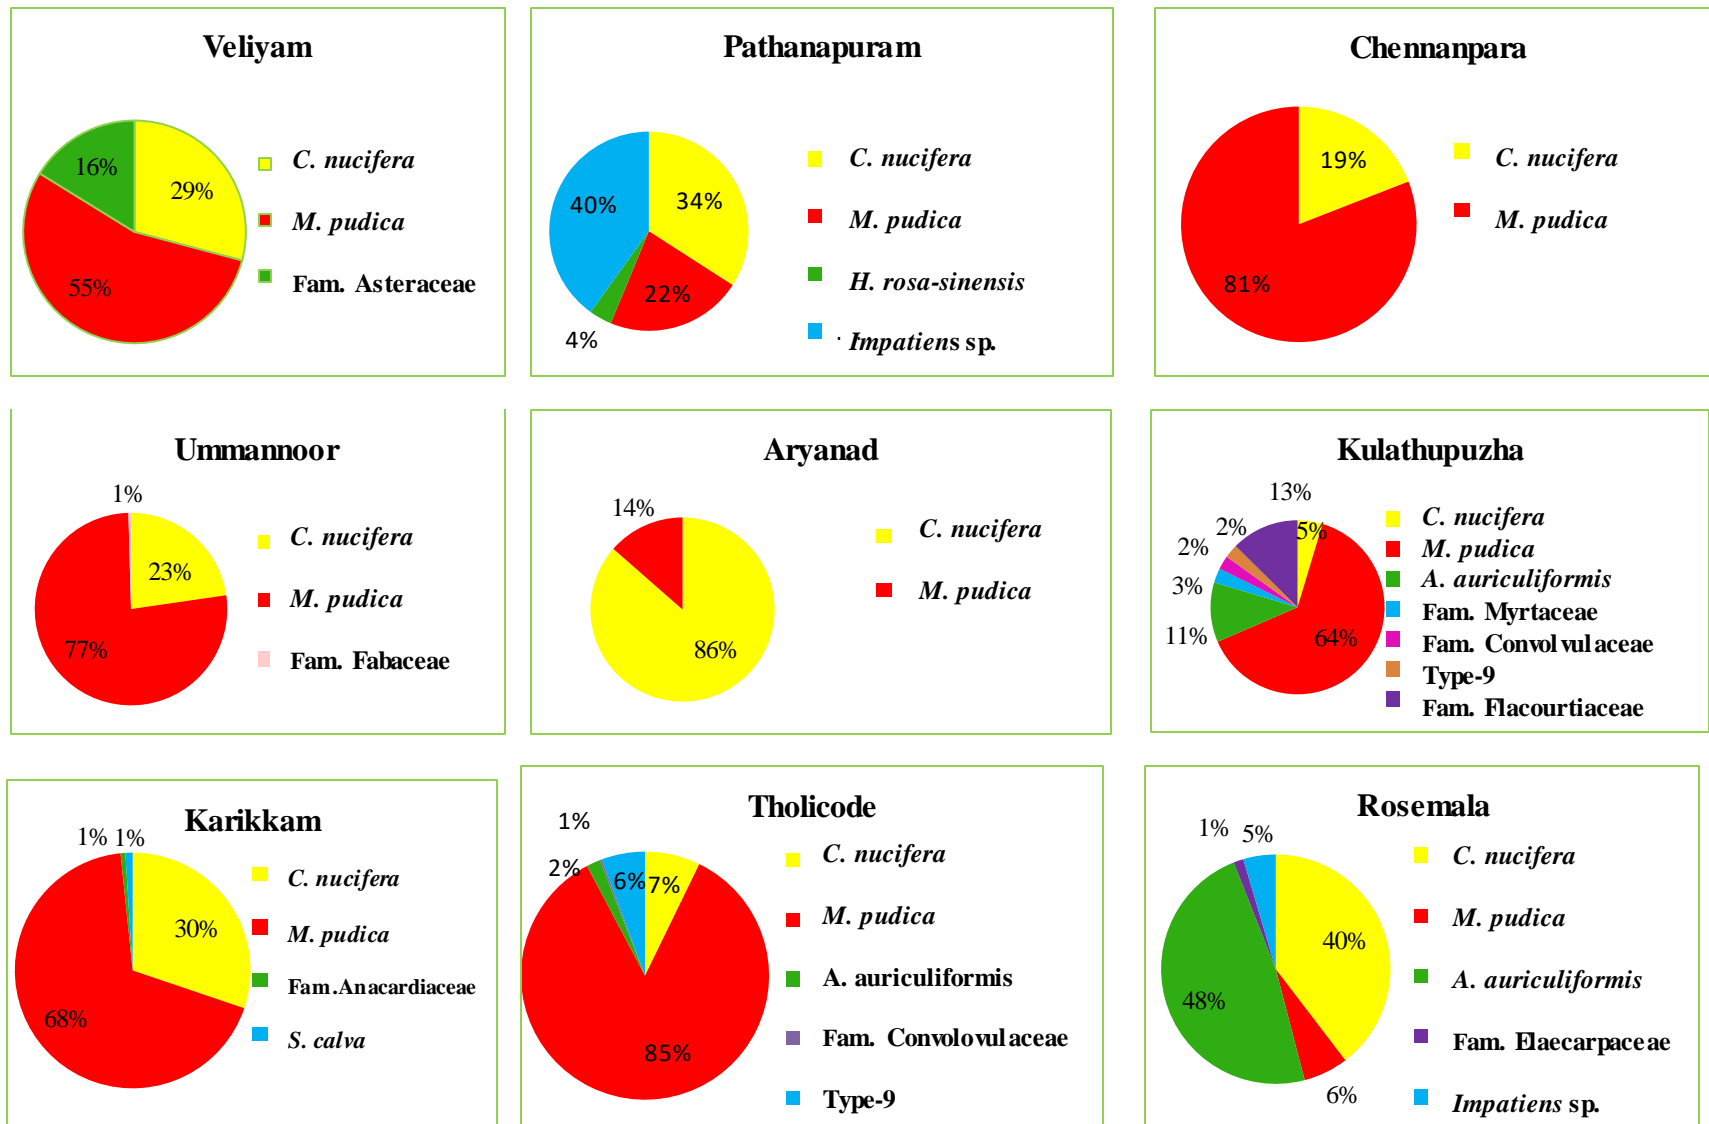 Veliyam
16%
29%
55%
C. nucifera
M. pudica
Fam. Asteraceae
Pathanapuram
40%
34%
22%
4%
C. nucifera
M. pudica
H. rosa-sinensis
Impatiens sp.
Chennanpara
19%
81%
C. nucifera
M. pudica
Ummannoor
1%
23%
77%
C. nucifera
M. pudica
Fam. Fabaceae
Aryanad
14%
86%
C. nucifera
M. pudica
Kulathupuzha
13%
2%
5%
2%
3%
11%
64%
C. nucifera
M. pudica
A. auriculiformis
Fam. Myrtaceae
Fam. Convolvulaceae
Type-9
Fam. Flacourtiaceae
Karikkam
1% 1%
30%
68%
C. nucifera
M. pudica
Fam.Anacardiaceae
S. calva
Tholicode
1%
2%
6%
7%
85%
C. nucifera
M. pudica
A. auriculiformis
Fam. Convolovulaceae
Type-9
Rosemala
1%
5%
40%
48%
6%
C. nucifera
M. pudica
A. auriculiformis
Fam. Elaecarpaceae
Impatiens sp.